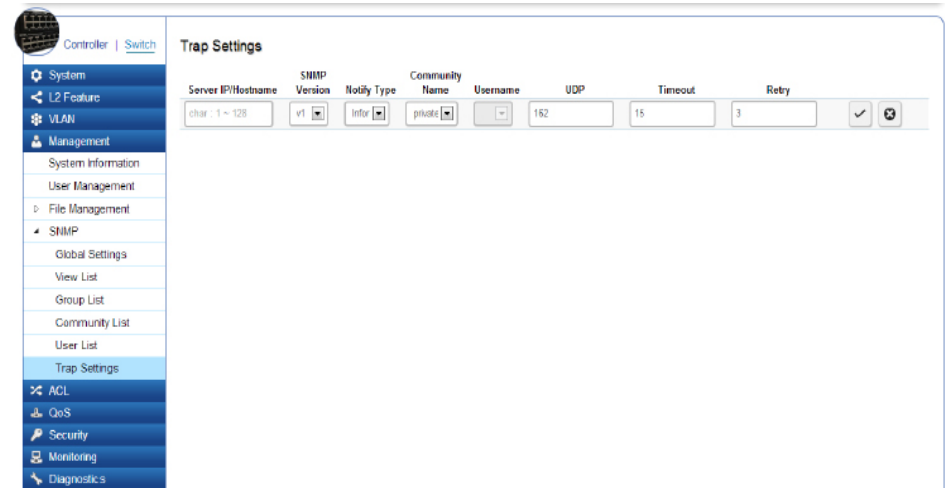 Controller | Switch
Trap Settings
System
L2 Feature
VLAN
Management
System Information
User Management
File Management
SNMP
Global Settings
View List
Group List
Community List
User List
Trap Settings
ACL
QoS
Security
Monitoring
Diagnostics
Server IP/Hostname SNMP Version Notify Type Community Name Username UDP Timeout Retry
char : 1 ~ 128 v1 Infor private 162 15 3